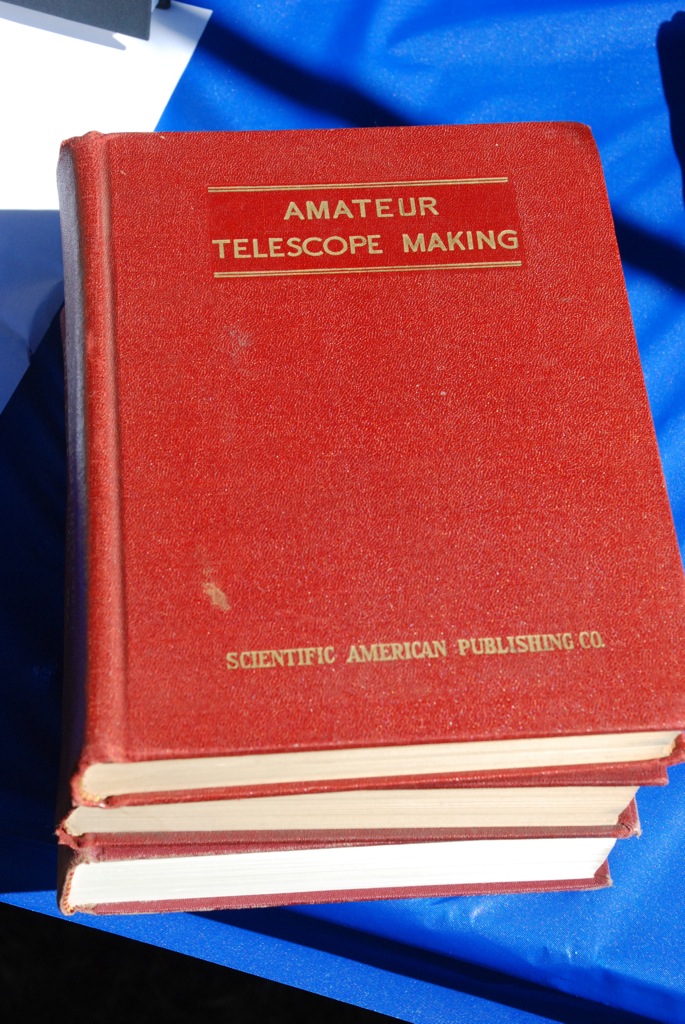 AMATEUR
TELESCOPE MAKING
SCIENTIFIC AMERICAN PUBLISHING CO.